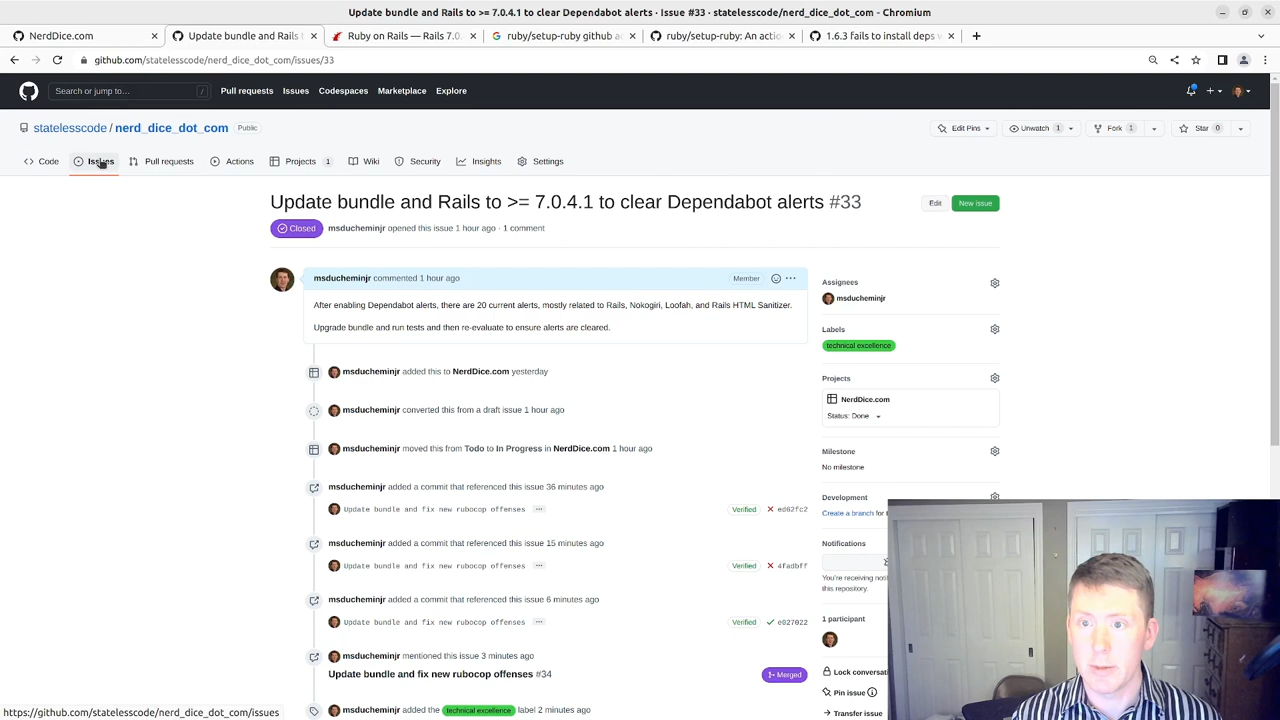 Update bundle and Rails to >= 7.0.4.1 to clear Dependabot alerts · Issue #33 · statelesscode/nerd_dice_dot_com - Chromium
NerdDice.com
Update bundle and Rails t
Ruby on Rails — Rails 7.0.
ruby/setup-ruby github ac
ruby/setup-ruby: An action
1.6.3 fails to install deps w
github.com/statelesscode/nerd_dice_dot_com/issues/33
Search or jump to...
/
Pull requests
Issues
Codespaces
Marketplace
Explore
statelesscode / nerd_dice_dot_com
Public
Edit Pins
Unwatch 1
Fork 1
Star 0
Code
Issues
Pull requests
Actions
Projects 1
Wiki
Security
Insights
Settings
Update bundle and Rails to >= 7.0.4.1 to clear Dependabot alerts #33
Edit
New issue
Closed
msducheminjr opened this issue 1 hour ago · 1 comment
msducheminjr commented 1 hour ago
Member
After enabling Dependabot alerts, there are 20 current alerts, mostly related to Rails, Nokogiri, Loofah, and Rails HTML Sanitizer.
Upgrade bundle and run tests and then re-evaluate to ensure alerts are cleared.
msducheminjr added this to NerdDice.com yesterday
msducheminjr converted this from a draft issue 1 hour ago
msducheminjr moved this from Todo to In Progress in NerdDice.com 1 hour ago
msducheminjr added a commit that referenced this issue 36 minutes ago
Update bundle and fix new rubocop offenses
Verified
ed62fc2
msducheminjr added a commit that referenced this issue 15 minutes ago
Update bundle and fix new rubocop offenses
Verified
4fadbff
msducheminjr added a commit that referenced this issue 6 minutes ago
Update bundle and fix new rubocop offenses
Verified
e027022
msducheminjr mentioned this issue 3 minutes ago
Update bundle and fix new rubocop offenses #34
Merged
msducheminjr added the technical excellence label 2 minutes ago
Assignees
msducheminjr
Labels
technical excellence
Projects
NerdDice.com
Status: Done
Milestone
No milestone
Development
Create a branch for
Notifications
You're receiving
this repository.
1 participant
Lock conversati
Pin issue
Transfer issue
https://github.com/statelesscode/nerd_dice_dot_com/issues